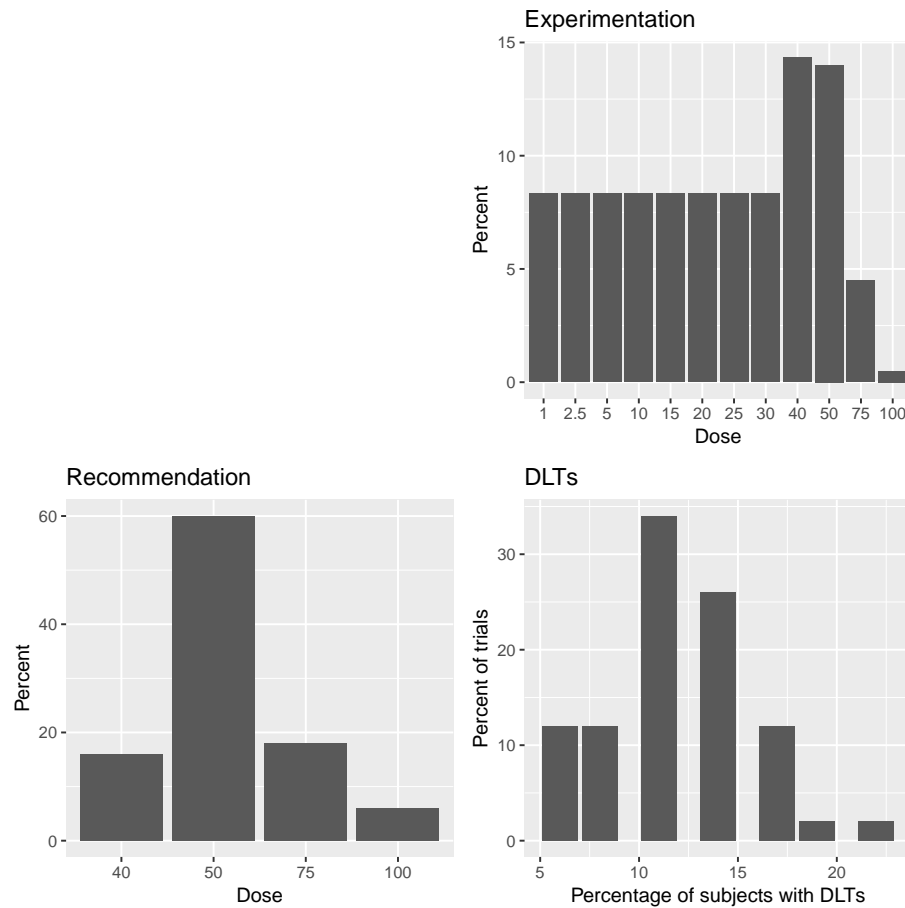 Experimentation
15
10
5
0
Percent
1 2.5 5 10 15 20 25 30 40 50 75 100
Dose
Recommendation
60
40
20
0
Percent
40 50 75 100
Dose
DLTs
30
20
10
0
Percent of trials
5 10 15 20
Percentage of subjects with DLTs